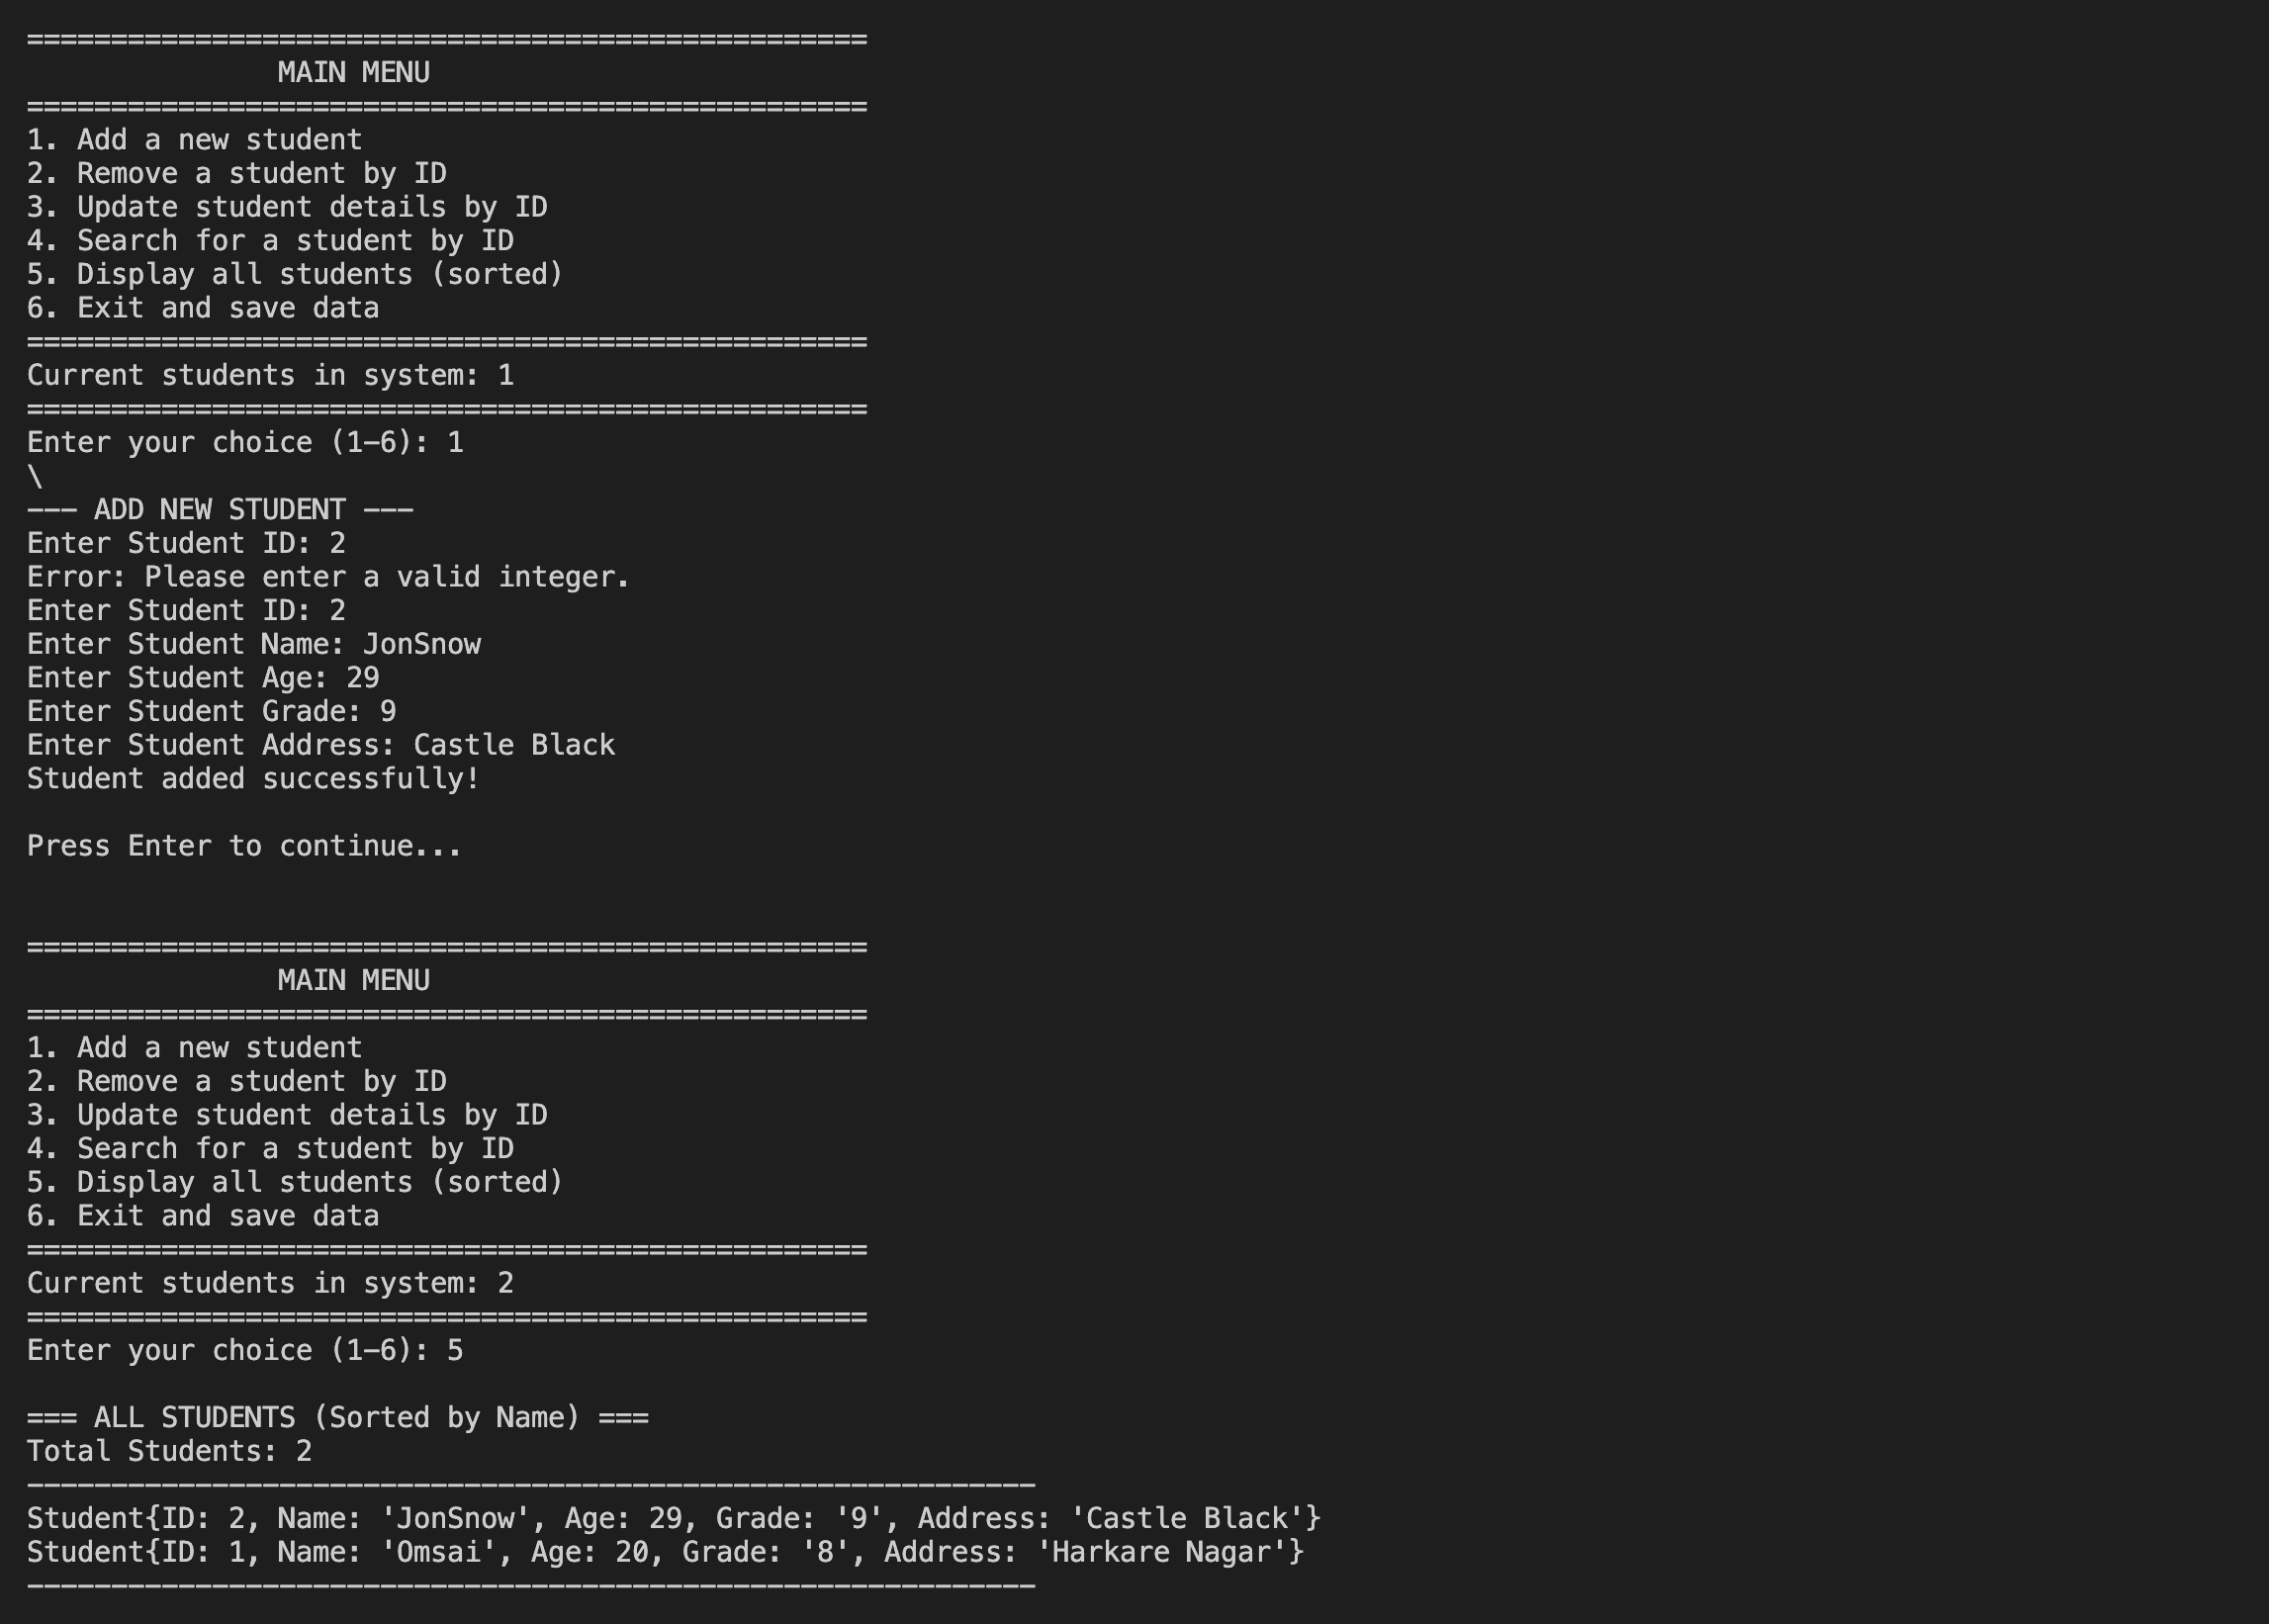 ==================================================
               MAIN MENU
==================================================
1. Add a new student
2. Remove a student by ID
3. Update student details by ID
4. Search for a student by ID
5. Display all students (sorted)
6. Exit and save data
==================================================
Current students in system: 1
==================================================
Enter your choice (1-6): 1
\
--- ADD NEW STUDENT ---
Enter Student ID: 2
Error: Please enter a valid integer.
Enter Student ID: 2
Enter Student Name: JonSnow
Enter Student Age: 29
Enter Student Grade: 9
Enter Student Address: Castle Black
Student added successfully!

Press Enter to continue...


==================================================
               MAIN MENU
==================================================
1. Add a new student
2. Remove a student by ID
3. Update student details by ID
4. Search for a student by ID
5. Display all students (sorted)
6. Exit and save data
==================================================
Current students in system: 2
==================================================
Enter your choice (1-6): 5

=== ALL STUDENTS (Sorted by Name) ===
Total Students: 2
------------------------------------------------------------
Student{ID: 2, Name: 'JonSnow', Age: 29, Grade: '9', Address: 'Castle Black'}
Student{ID: 1, Name: 'Omsai', Age: 20, Grade: '8', Address: 'Harkare Nagar'}
------------------------------------------------------------